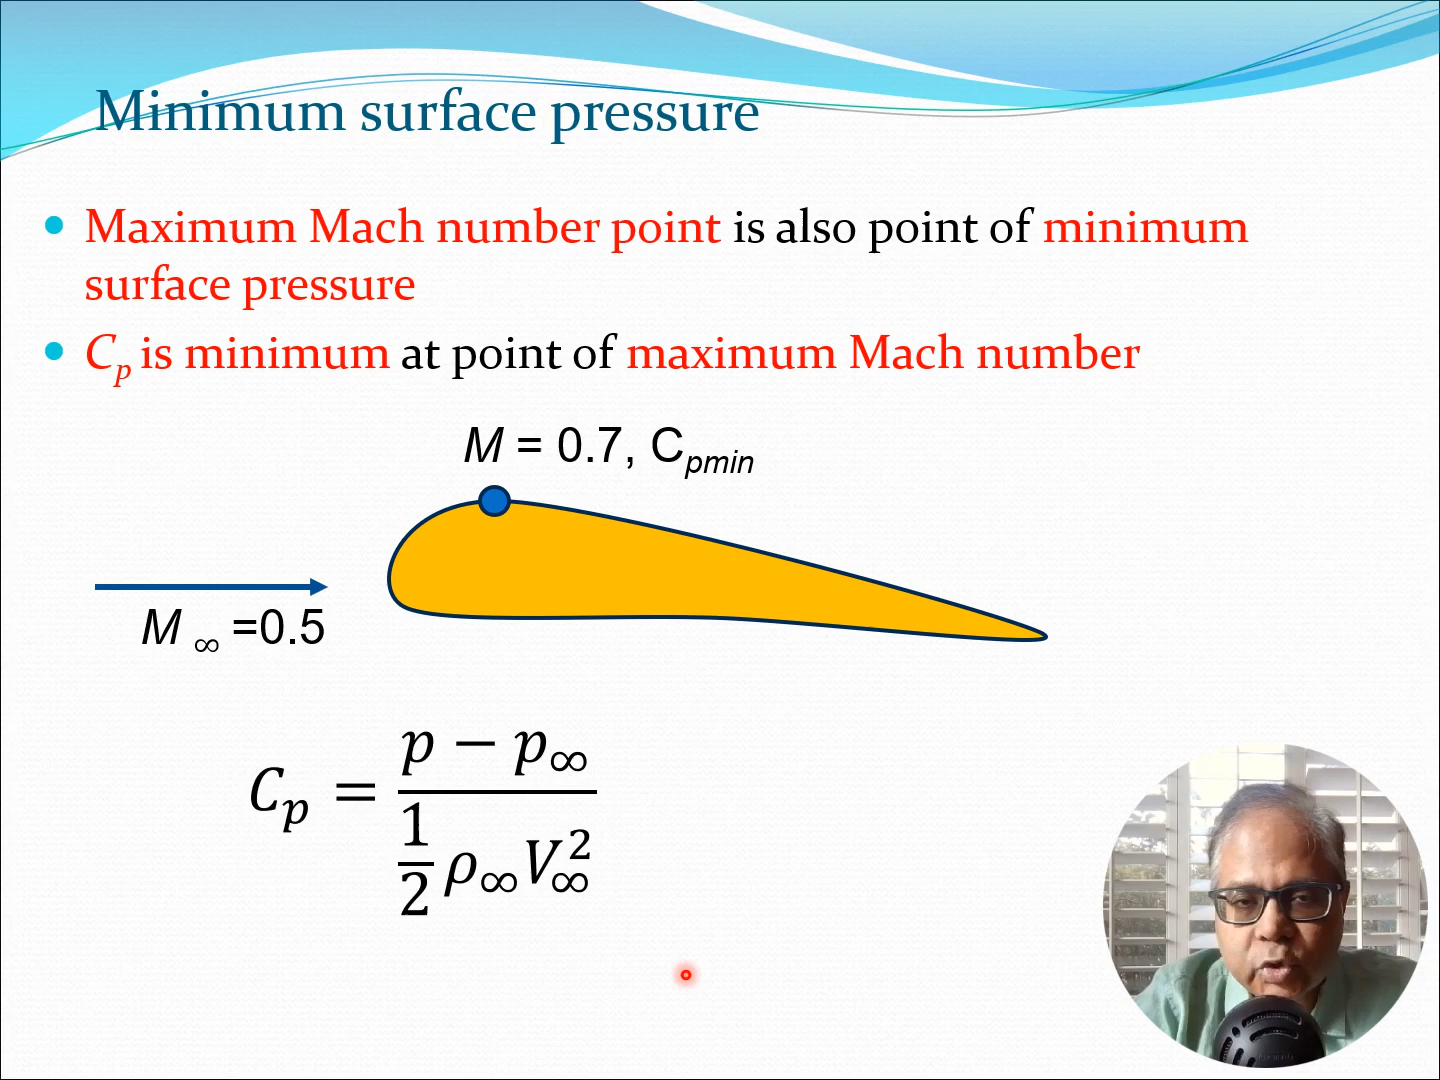 Minimum surface pressure
• Maximum Mach number point is also point of minimum
surface pressure
• Cp is minimum at point of maximum Mach number
M = 0.7, Cpmin
M ∞ =0.5
Cp = (p − p∞) / (1/2 ρ∞V∞²)